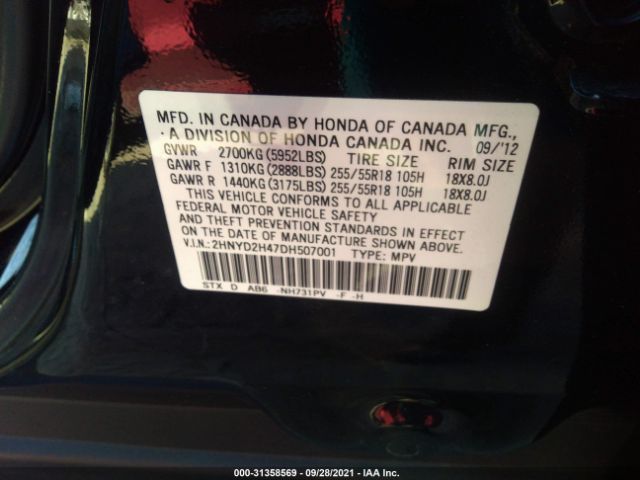 MFD. IN CANADA BY HONDA OF CANADA MFG.,
A DIVISION OF HONDA CANADA INC. 09/'12
GVWR 2700KG(5952LBS) TIRE SIZE RIM SIZE
GAWR F 1310KG(2888LBS) 255/55R18 105H 18X8.0J
GAWR R 1440KG(3175LBS) 255/55R18 105H 18X8.0J
THIS VEHICLE CONFORMS TO ALL APPLICABLE
FEDERAL MOTOR VEHICLE SAFETY
AND THEFT PREVENTION STANDARDS IN EFFECT
ON THE DATE OF MANUFACTURE SHOWN ABOVE.
V.I.N.: 2HNYD2H47DH507001 TYPE: MPV
STX D AB6 -NH731PV -F -H
000-31358569 - 09/28/2021 - IAA Inc.